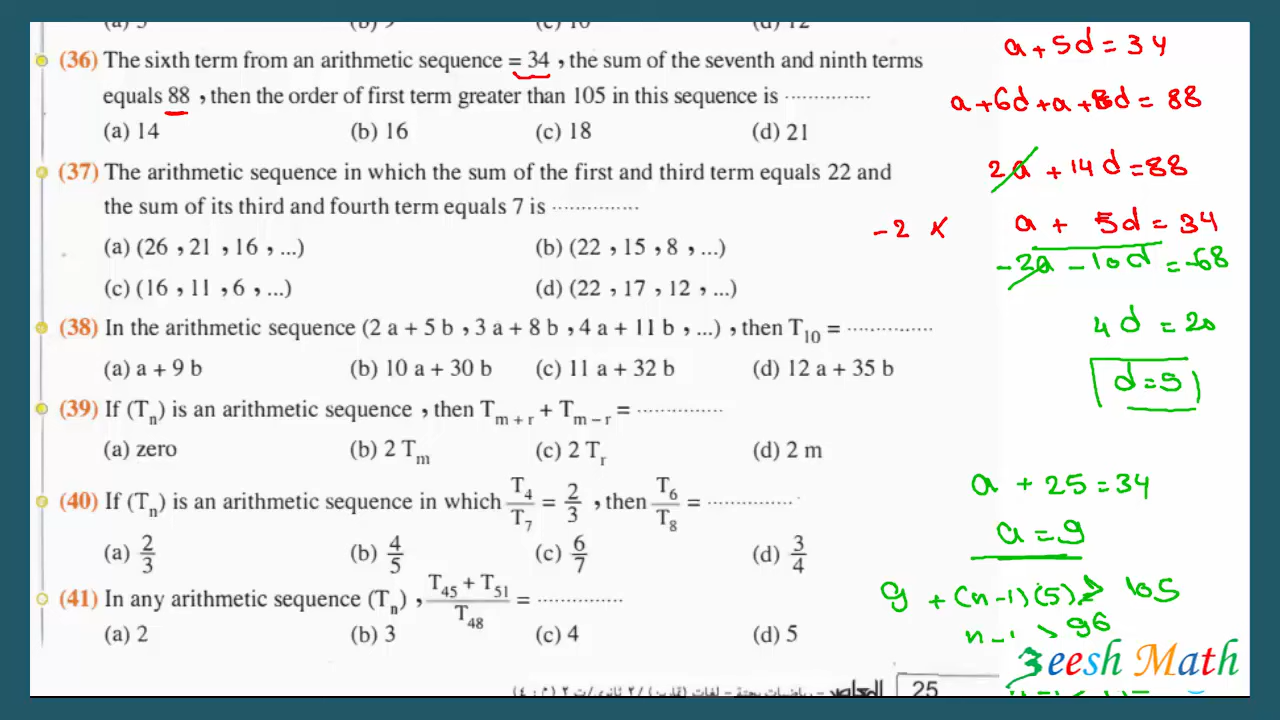 (a) 5 (b) 9 (c) 10 (d) 12
(36) The sixth term from an arithmetic sequence = 34 , the sum of the seventh and ninth terms
equals 88 , then the order of first term greater than 105 in this sequence is ................
(a) 14 (b) 16 (c) 18 (d) 21
(37) The arithmetic sequence in which the sum of the first and third term equals 22 and
the sum of its third and fourth term equals 7 is ................
(a) (26 , 21 , 16 , ...) (b) (22 , 15 , 8 , ...)
(c) (16 , 11 , 6 , ...) (d) (22 , 17 , 12 , ...)
(38) In the arithmetic sequence (2 a + 5 b , 3 a + 8 b , 4 a + 11 b , ...) , then T₁₀ = ................
(a) a + 9 b (b) 10 a + 30 b (c) 11 a + 32 b (d) 12 a + 35 b
(39) If (Tₙ) is an arithmetic sequence , then Tₘ₊ᵣ + Tₘ₋ᵣ = ................
(a) zero (b) 2 Tₘ (c) 2 Tᵣ (d) 2 m
(40) If (Tₙ) is an arithmetic sequence in which T₄/T₇ = 2/3 , then T₆/T₈ = ................
(a) 2/3 (b) 4/5 (c) 6/7 (d) 3/4
(41) In any arithmetic sequence (Tₙ) , (T₄₅ + T₅₁)/T₄₈ = ................
(a) 2 (b) 3 (c) 4 (d) 5
25
a + 5d = 34
a + 6d + a + 8d = 88
2a + 14d = 88
-2 × a + 5d = 34
-2a - 10d = -68
4d = 20
d = 5
a + 25 = 34
a = 9
9 + (n-1)(5) > 105
n-1 > 96
Zeesh Math